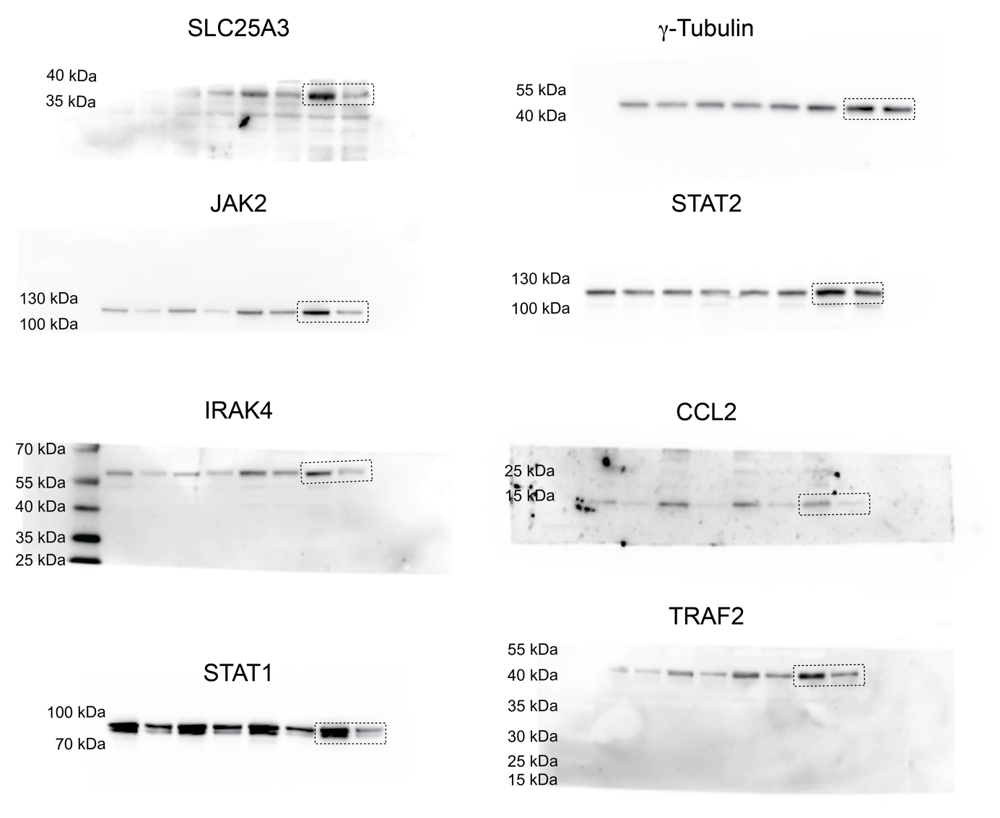 SLC25A3
40 kDa
35 kDa
γ-Tubulin
55 kDa
40 kDa
JAK2
130 kDa
100 kDa
STAT2
130 kDa
100 kDa
IRAK4
70 kDa
55 kDa
40 kDa
35 kDa
25 kDa
CCL2
25 kDa
15 kDa
STAT1
100 kDa
70 kDa
TRAF2
55 kDa
40 kDa
35 kDa
30 kDa
25 kDa
15 kDa